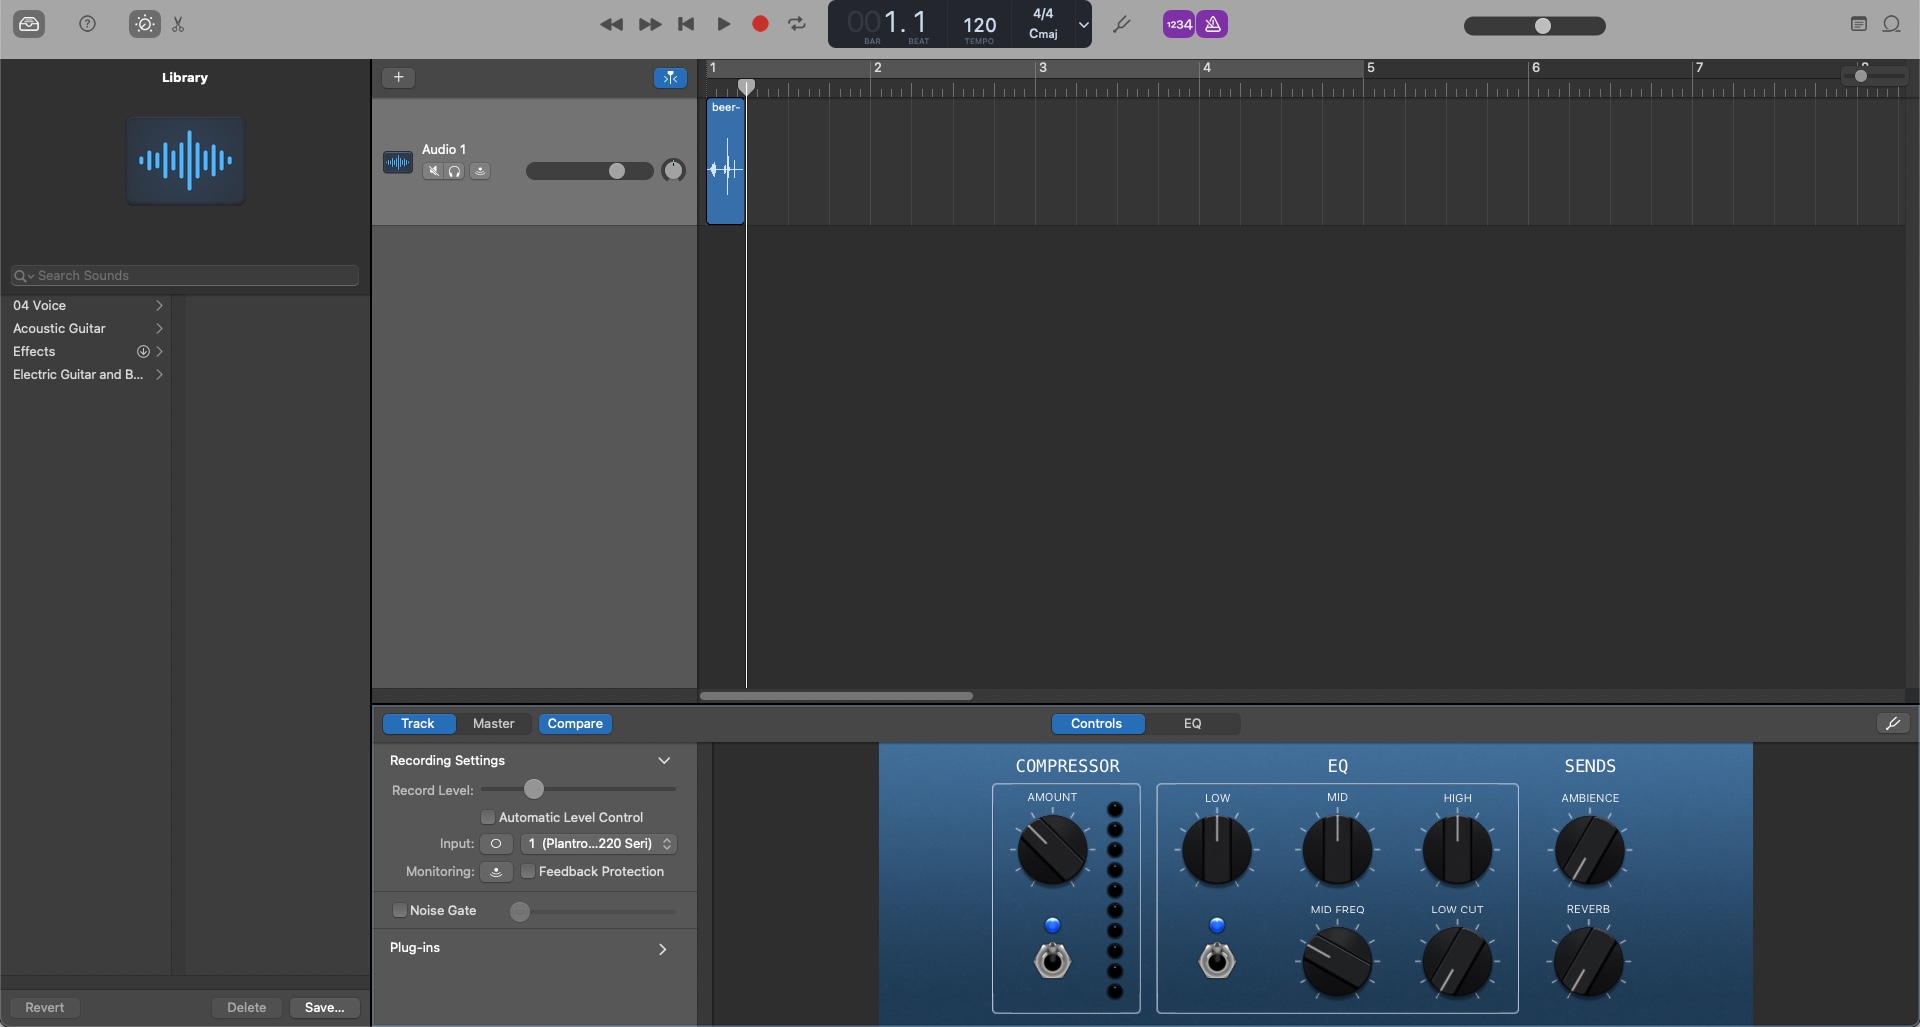 001. 1
BAR
BEAT
120
TEMPO
4/4
Cmaj
1234
Library
1
2
3
4
5
6
7
beer-
Audio 1
Search Sounds
04 Voice
Acoustic Guitar
Effects
Electric Guitar and B...
Track
Master
Compare
Controls
EQ
Recording Settings
Record Level:
Automatic Level Control
Input:
1 (Plantro...220 Seri)
Monitoring:
Feedback Protection
Noise Gate
Plug-ins
COMPRESSOR
EQ
SENDS
AMOUNT
LOW
MID
HIGH
AMBIENCE
MID FREQ
LOW CUT
REVERB
Revert
Delete
Save...